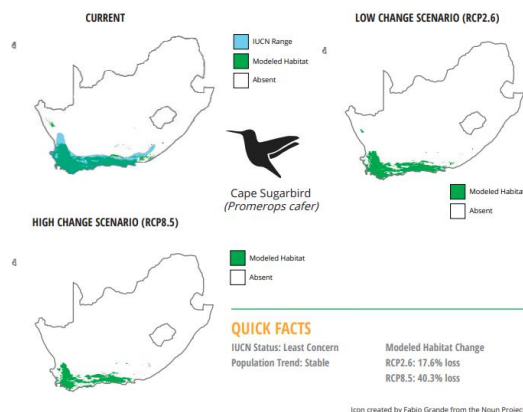 CURRENT
IUCN Range
Modeled Habitat
Absent
LOW CHANGE SCENARIO (RCP2.6)
Modeled Habitat
Absent
Cape Sugarbird
(Promerops cafer)
HIGH CHANGE SCENARIO (RCP8.5)
Modeled Habitat
Absent
QUICK FACTS
IUCN Status: Least Concern
Population Trend: Stable
Modeled Habitat Change
RCP2.6: 17.6% loss
RCP8.5: 40.3% loss
Icon created by Fabio Grande from the Noun Project